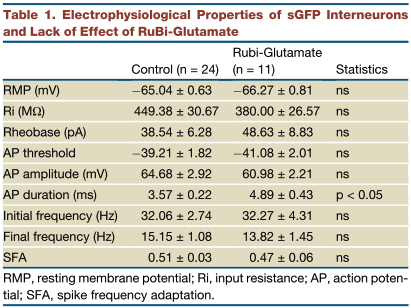 Table 1. Electrophysiological Properties of sGFP Interneurons
and Lack of Effect of RuBi-Glutamate
Control (n = 24) Rubi-Glutamate (n = 11) Statistics
RMP (mV) −65.04 ± 0.63 −66.27 ± 0.81 ns
Ri (MΩ) 449.38 ± 30.67 380.00 ± 26.57 ns
Rheobase (pA) 38.54 ± 6.28 48.63 ± 8.83 ns
AP threshold −39.21 ± 1.82 −41.08 ± 2.01 ns
AP amplitude (mV) 64.68 ± 2.92 60.98 ± 2.21 ns
AP duration (ms) 3.57 ± 0.22 4.89 ± 0.43 p < 0.05
Initial frequency (Hz) 32.06 ± 2.74 32.27 ± 4.31 ns
Final frequency (Hz) 15.15 ± 1.08 13.82 ± 1.45 ns
SFA 0.51 ± 0.03 0.47 ± 0.06 ns
RMP, resting membrane potential; Ri, input resistance; AP, action poten-
tial; SFA, spike frequency adaptation.